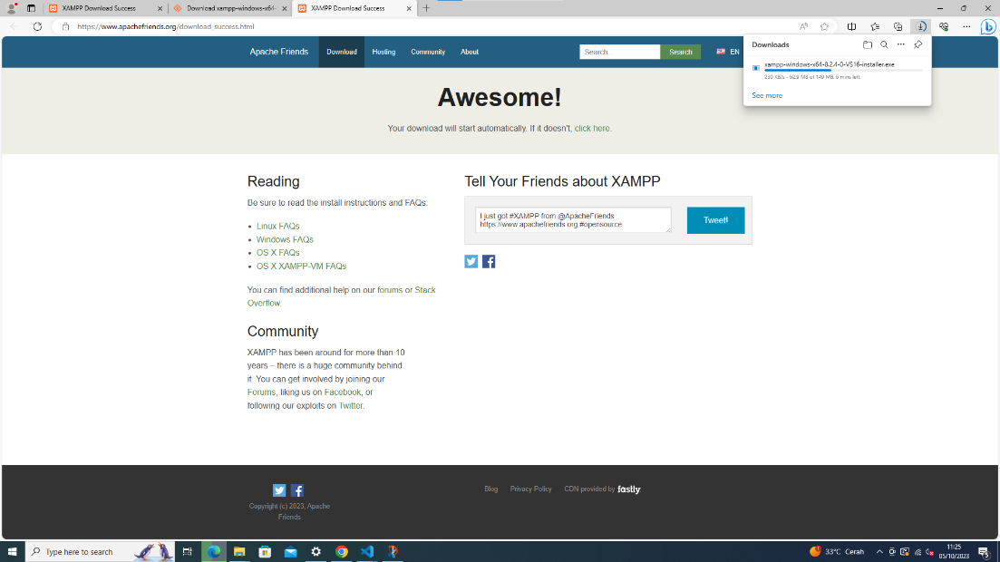 XAMPP Download Success
Download xampp-windows-x64-
XAMPP Download Success
https://www.apachefriends.org/download_success.html
Apache Friends
Download
Hosting
Community
About
Search
Search
EN
Downloads
xampp-windows-x64-8.2.4-0-VS16-installer.exe
230 KB/s - 62.9 MB of 149 MB, 6 mins left
See more
Awesome!
Your download will start automatically. If it doesn't, click here.
Reading
Be sure to read the install instructions and FAQs:
• Linux FAQs
• Windows FAQs
• OS X FAQs
• OS X XAMPP-VM FAQs
You can find additional help on our forums or Stack
Overflow.
Community
XAMPP has been around for more than 10
years – there is a huge community behind
it. You can get involved by joining our
Forums, liking us on Facebook, or
following our exploits on Twitter.
Tell Your Friends about XAMPP
I just got #XAMPP from @ApacheFriends
https://www.apachefriends.org #opensource
Tweet!
Copyright (c) 2023, Apache
Friends
Blog
Privacy Policy
CDN provided by fastly
Type here to search
33°C Cerah
11:25
05/10/2023
5